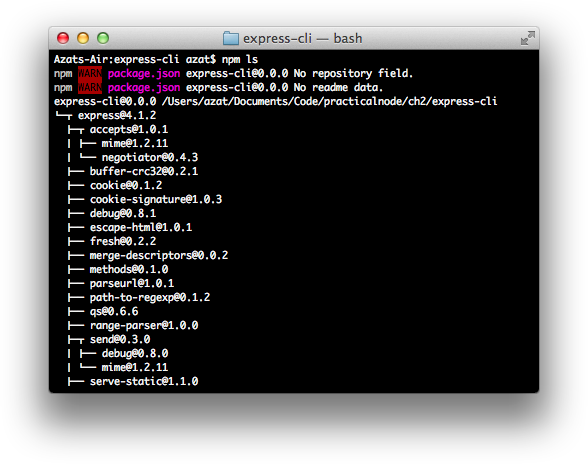 express-cli — bash
Azats-Air:express-cli azat$ npm ls
npm WARN package.json express-cli@0.0.0 No repository field.
npm WARN package.json express-cli@0.0.0 No readme data.
express-cli@0.0.0 /Users/azat/Documents/Code/practicalnode/ch2/express-cli
└─┬ express@4.1.2
  ├─┬ accepts@1.0.1
  │ ├── mime@1.2.11
  │ └── negotiator@0.4.3
  ├── buffer-crc32@0.2.1
  ├── cookie@0.1.2
  ├── cookie-signature@1.0.3
  ├── debug@0.8.1
  ├── escape-html@1.0.1
  ├── fresh@0.2.2
  ├── merge-descriptors@0.0.2
  ├── methods@0.1.0
  ├── parseurl@1.0.1
  ├── path-to-regexp@0.1.2
  ├── qs@0.6.6
  ├── range-parser@1.0.0
  ├─┬ send@0.3.0
  │ ├── debug@0.8.0
  │ └── mime@1.2.11
  ├── serve-static@1.1.0